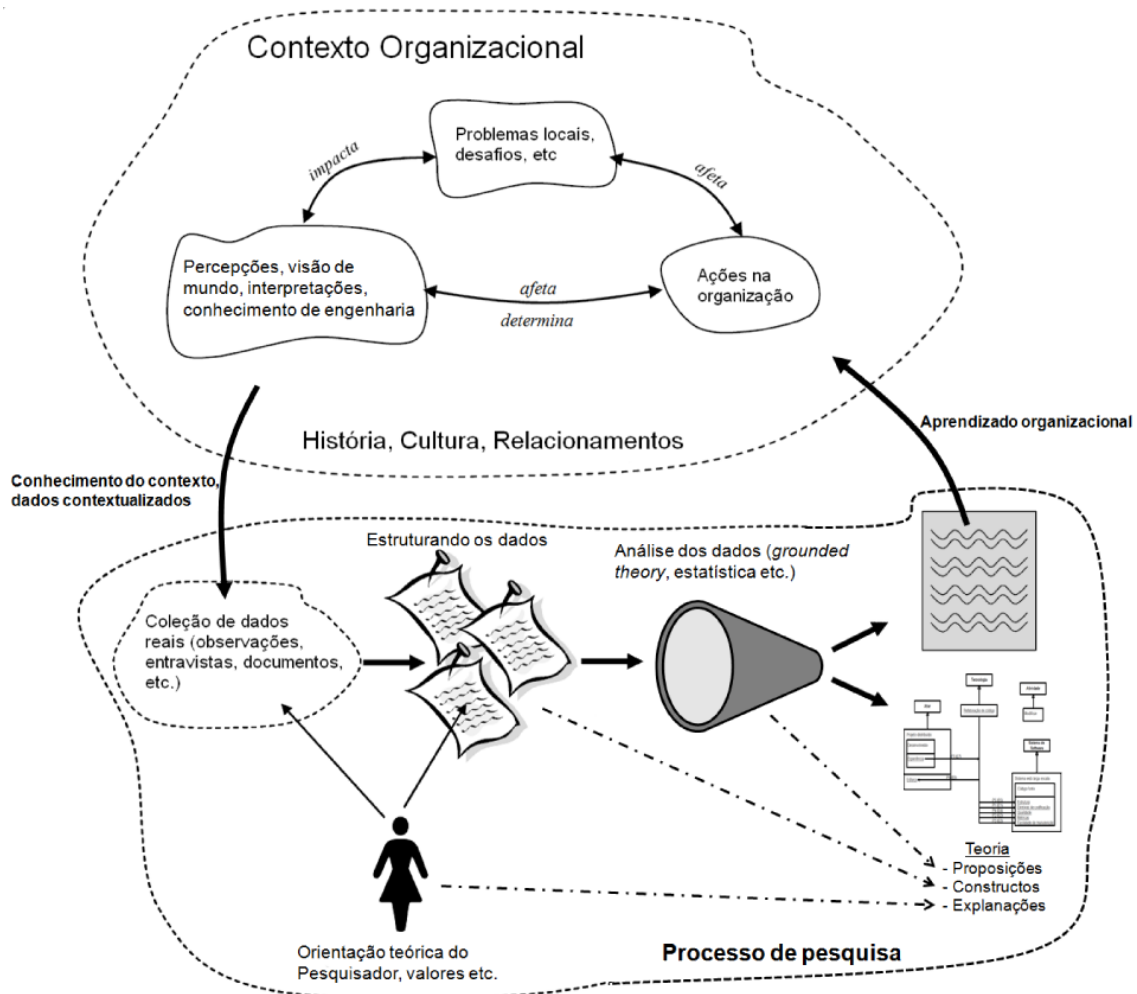 Contexto Organizacional
Problemas locais,
desafios, etc
impacta
afeta
Percepções, visão de
mundo, interpretações,
conhecimento de engenharia
afeta
determina
Ações na
organização
História, Cultura, Relacionamentos
Aprendizado organizacional
Conhecimento do contexto,
dados contextualizados
Estruturando os dados
Análise dos dados (grounded
theory, estatística etc.)
Coleção de dados
reais (observações,
entravistas, documentos,
etc.)
Teoria
- Proposições
- Constructos
- Explanações
Orientação teórica do
Pesquisador, valores etc.
Processo de pesquisa